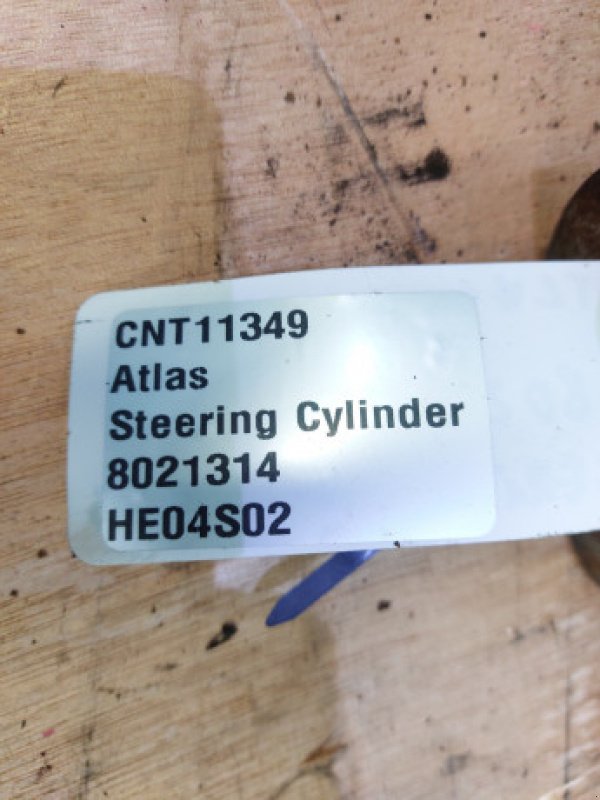 CNT11349
Atlas
Steering Cylinder
8021314
HE04S02